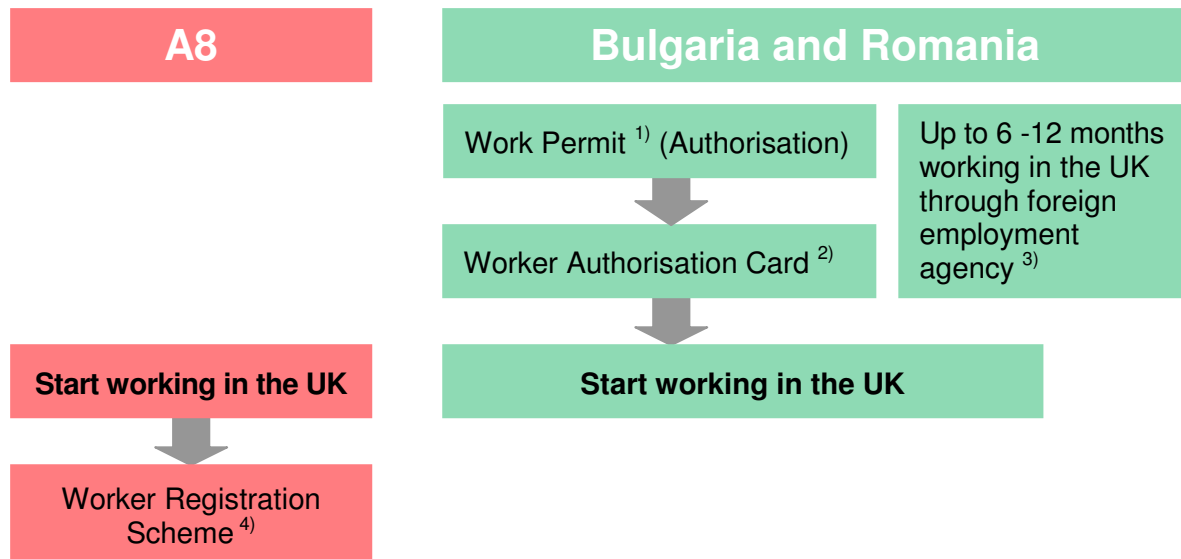 A8
Bulgaria and Romania
Work Permit 1) (Authorisation)
Up to 6 -12 months
working in the UK
through foreign
employment
agency 3)
Worker Authorisation Card 2)
Start working in the UK
Start working in the UK
Worker Registration
Scheme 4)